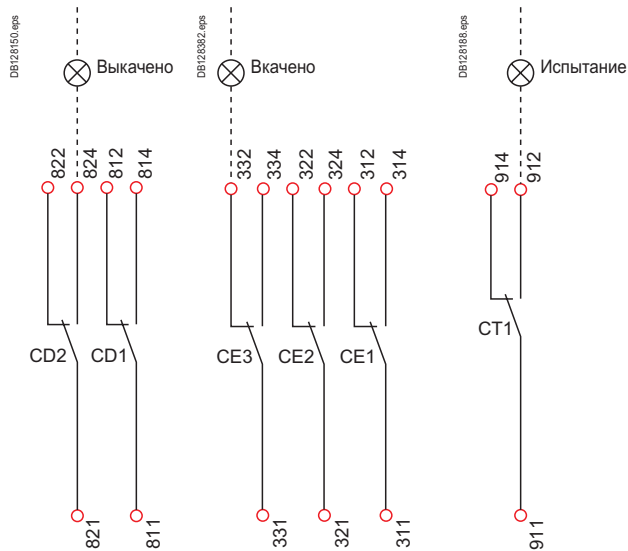 DB128150.eps
Выкачено
822
824
812
814
CD2
CD1
821
811
DB128382.eps
Вкачено
332
334
322
324
312
314
CE3
CE2
CE1
331
321
311
DB128188.eps
Испытание
914
912
CT1
911